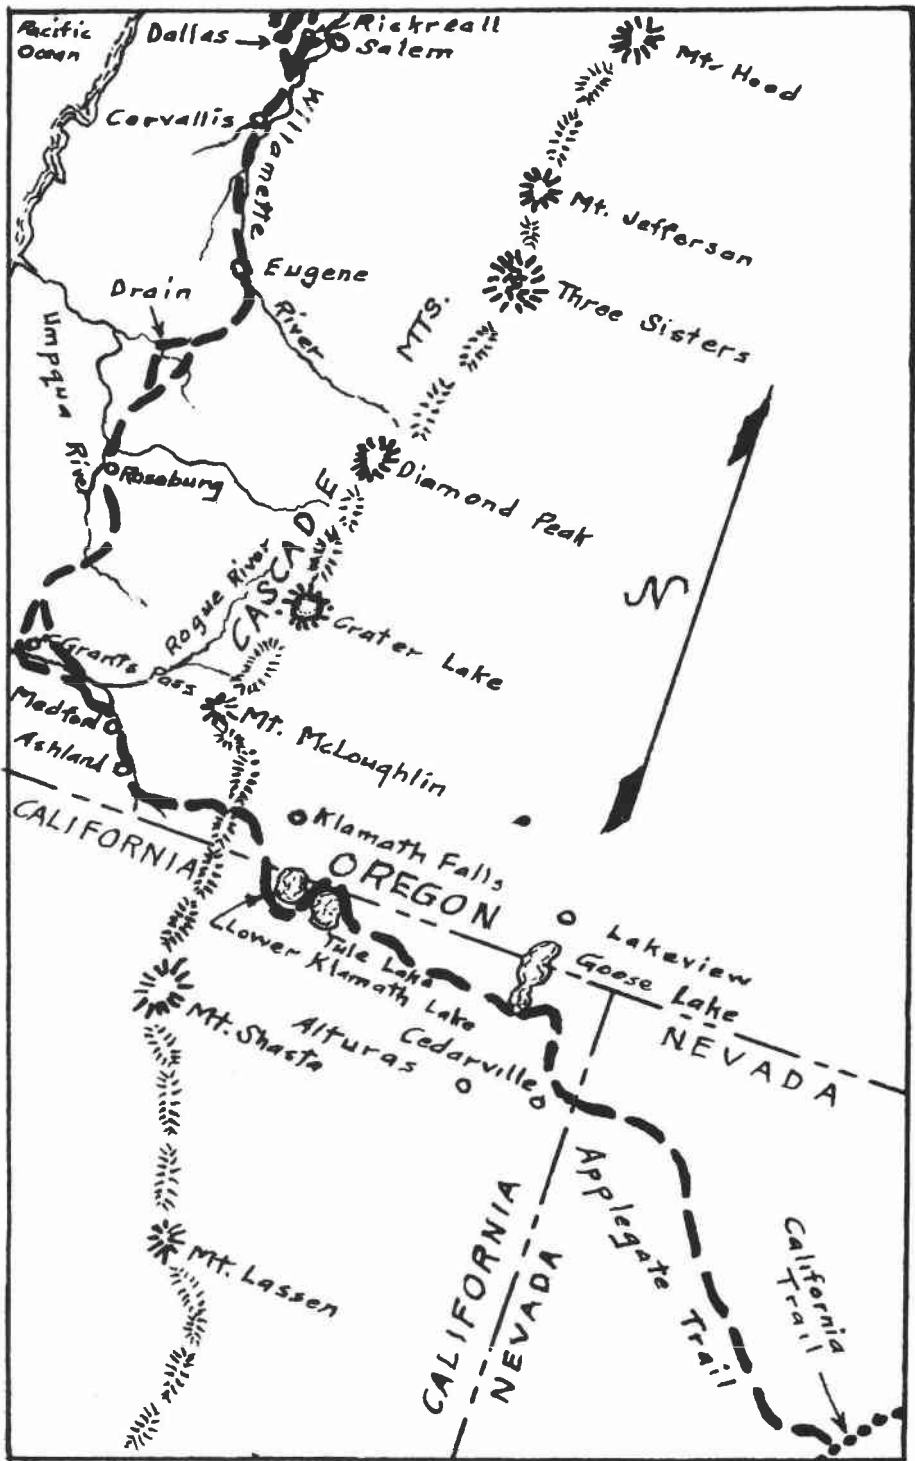 Pacific
Ocean
Dallas
Rickreall
Salem
Mt. Hood
Corvallis
Willamette
River
Mt. Jefferson
Eugene
Drain
MTS.
Three Sisters
Umpqua
River
Roseburg
Diamond Peak
CASCADE
N
Rogue River
Crater Lake
Grants
Pass
Medford
Mt. McLoughlin
Ashland
CALIFORNIA
Klamath Falls
OREGON
Lakeview
Goose Lake
Tule Lake
Lower Klamath Lake
NEVADA
Mt. Shasta
Alturas
Cedarville
Applegate Trail
CALIFORNIA
NEVADA
California
Trail
Mt. Lassen